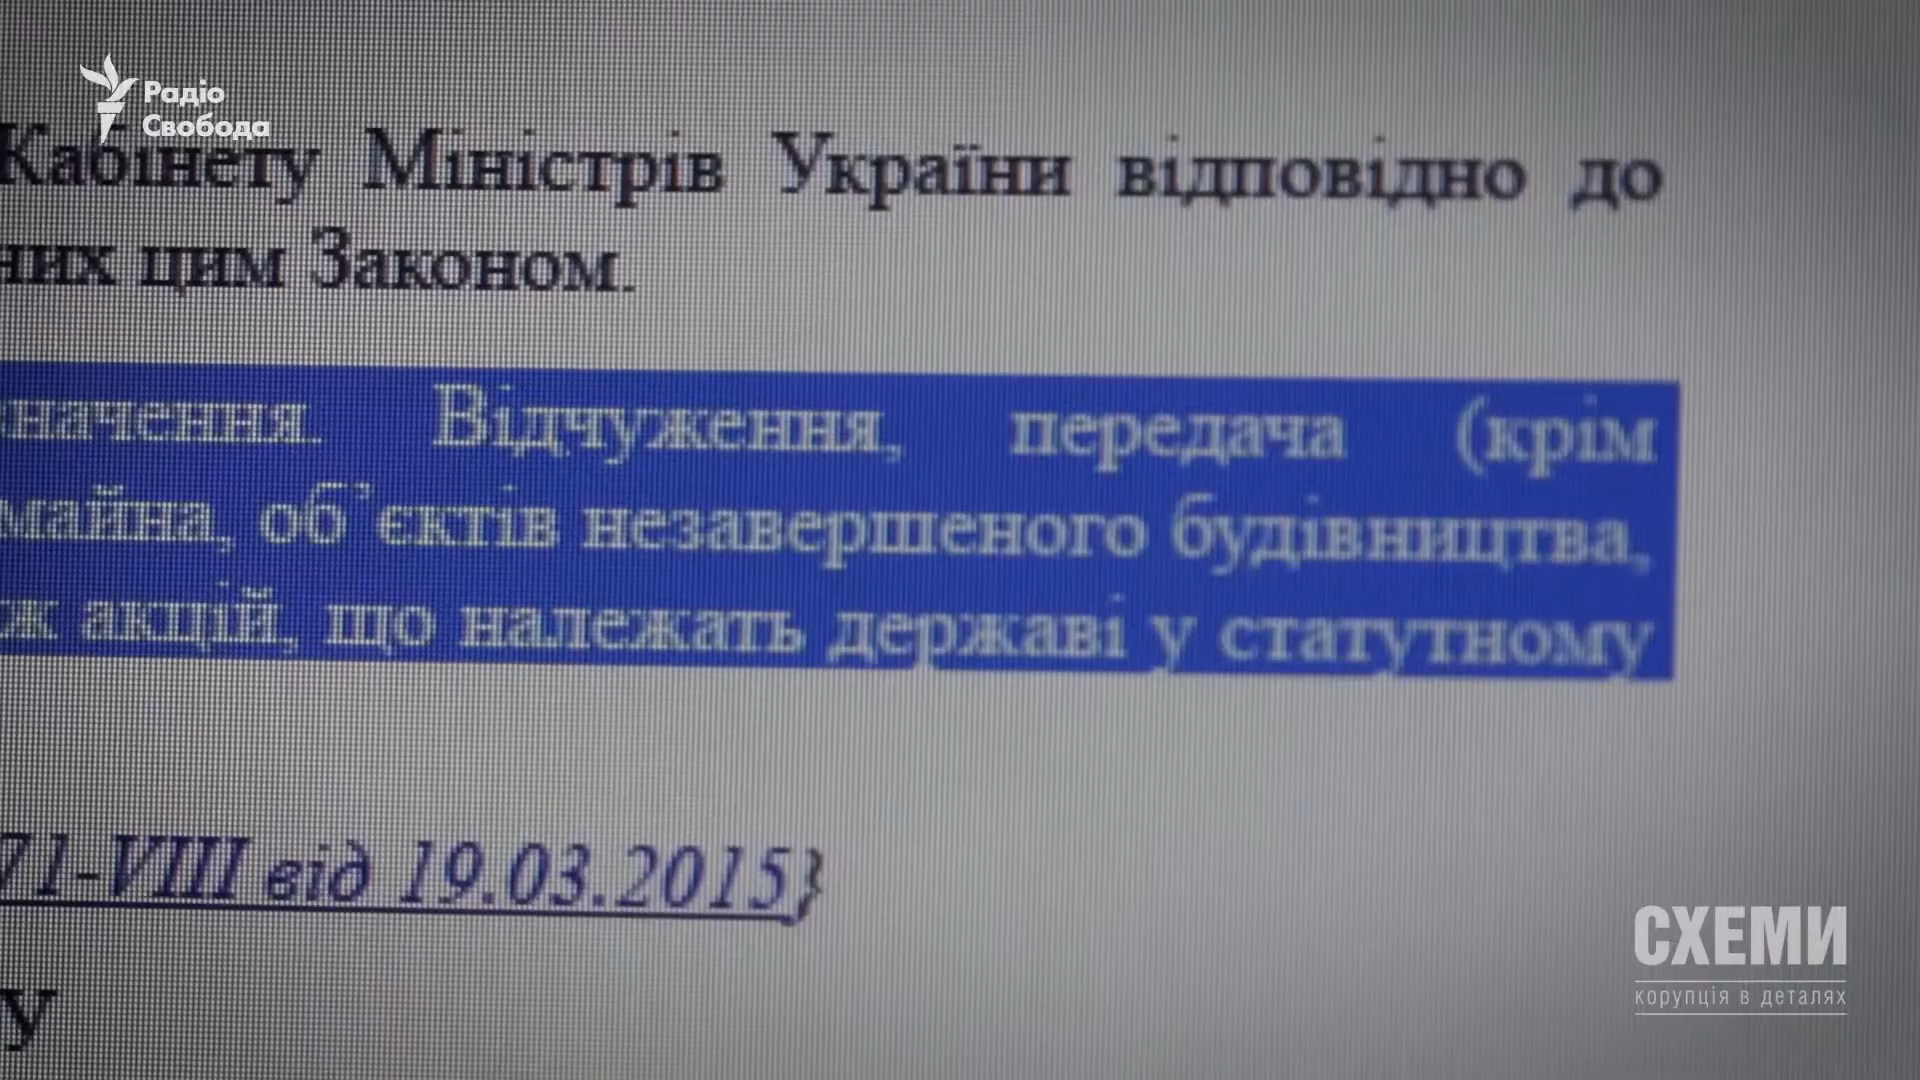 Радіо
Свобода
Кабінету Міністрів України відповідно до
них цим Законом.
значення. Відчуження, передача (крім
майна, об'єктів незавершеного будівництва,
ж акцій, що належать державі у статутному
71-VIII від 19.03.2015}
у
СХЕМИ
корупція в деталях